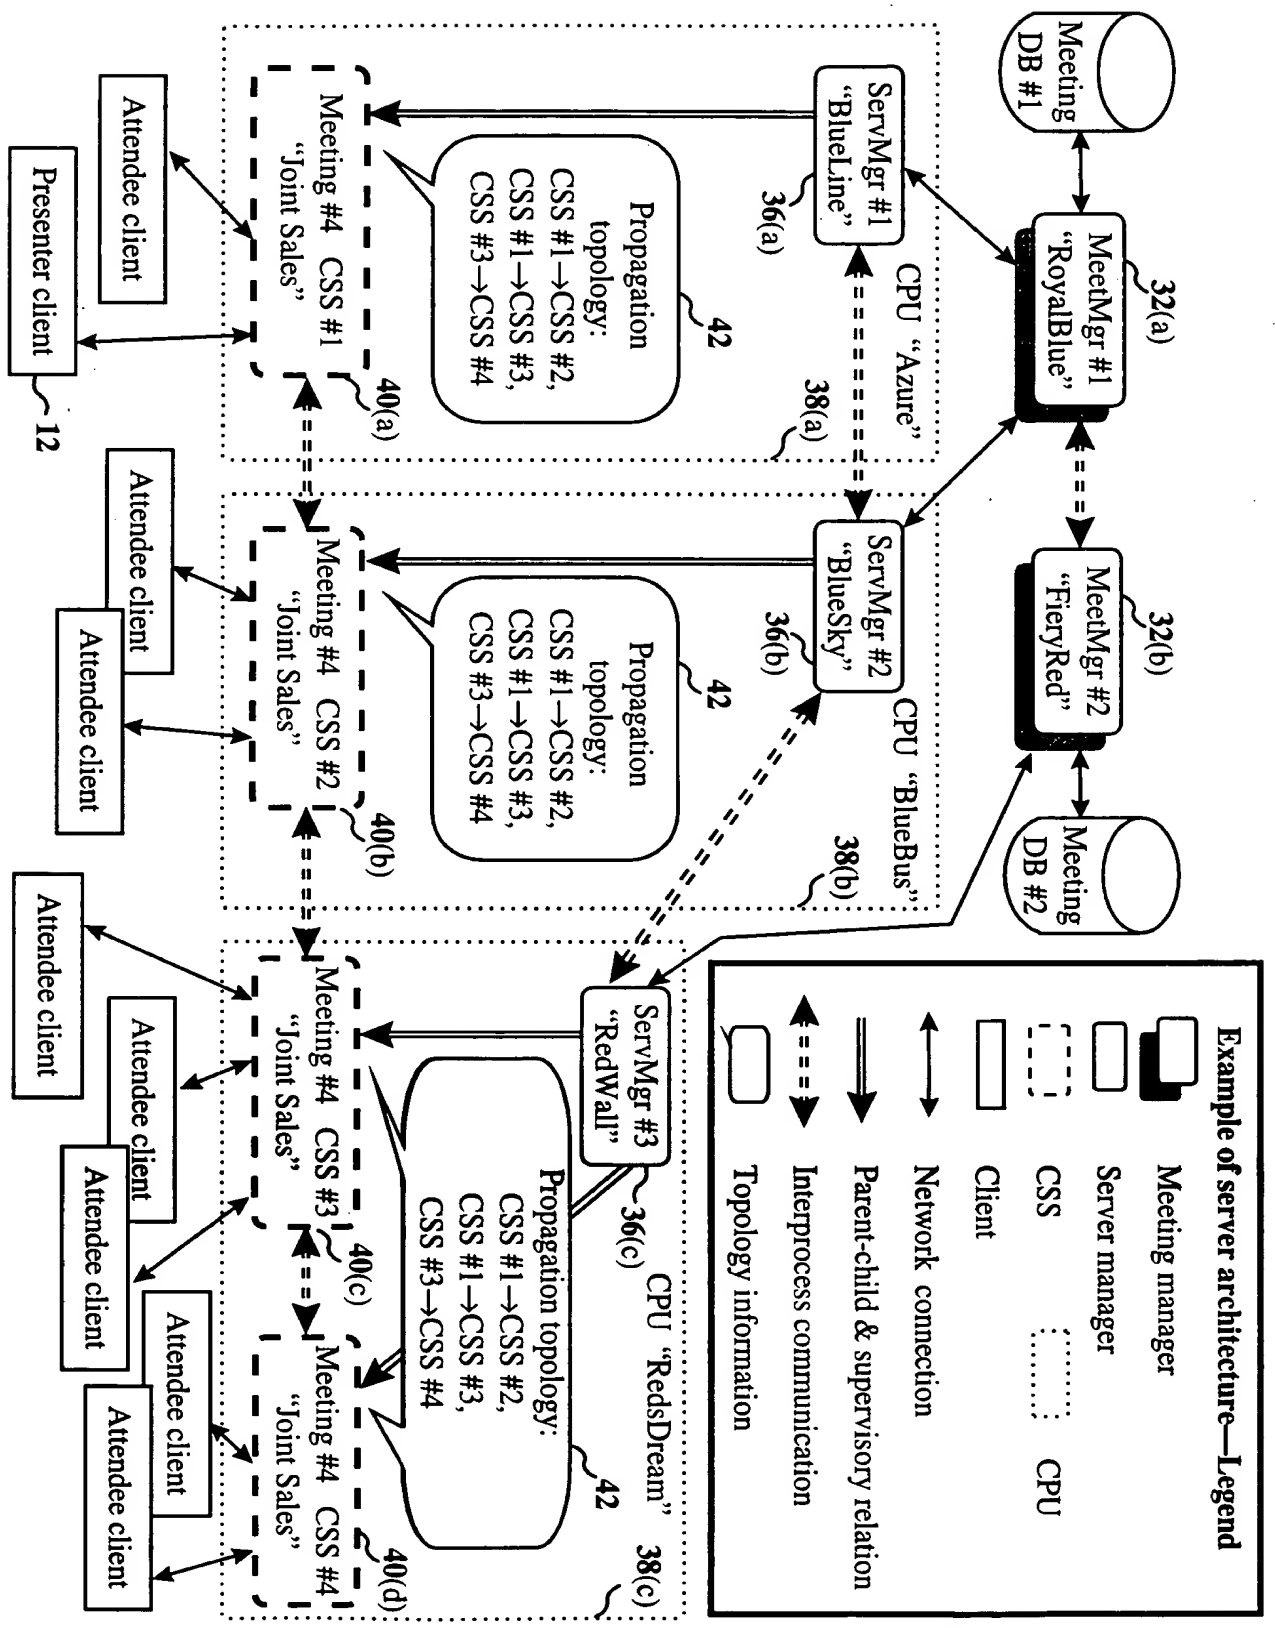 Meeting
DB #1
MeetMgr #1
“RoyalBlue”
32(a)
MeetMgr #2
“FieryRed”
32(b)
Meeting
DB #2
ServMgr #1
“BlueLine”
36(a)
CPU “Azure”
38(a)
Propagation
topology:
CSS #1→CSS #2,
CSS #1→CSS #3,
CSS #3→CSS #4
42
Meeting #4 CSS #1
“Joint Sales”
40(a)
Attendee client
Presenter client
12
ServMgr #2
“BlueSky”
36(b)
CPU “BlueBus”
38(b)
Propagation
topology:
CSS #1→CSS #2,
CSS #1→CSS #3,
CSS #3→CSS #4
42
Meeting #4 CSS #2
“Joint Sales”
40(b)
Attendee client
Attendee client
ServMgr #3
“RedWall”
36(c)
CPU “RedsDream”
38(c)
Propagation topology:
CSS #1→CSS #2,
CSS #1→CSS #3,
CSS #3→CSS #4
42
Meeting #4 CSS #3
“Joint Sales”
40(c)
Meeting #4 CSS #4
“Joint Sales”
40(d)
Attendee client
Attendee client
Attendee client
Attendee client
Attendee client
Example of server architecture—Legend
Meeting manager
Server manager
CSS CPU
Client
Network connection
Parent-child & supervisory relation
Interprocess communication
Topology information